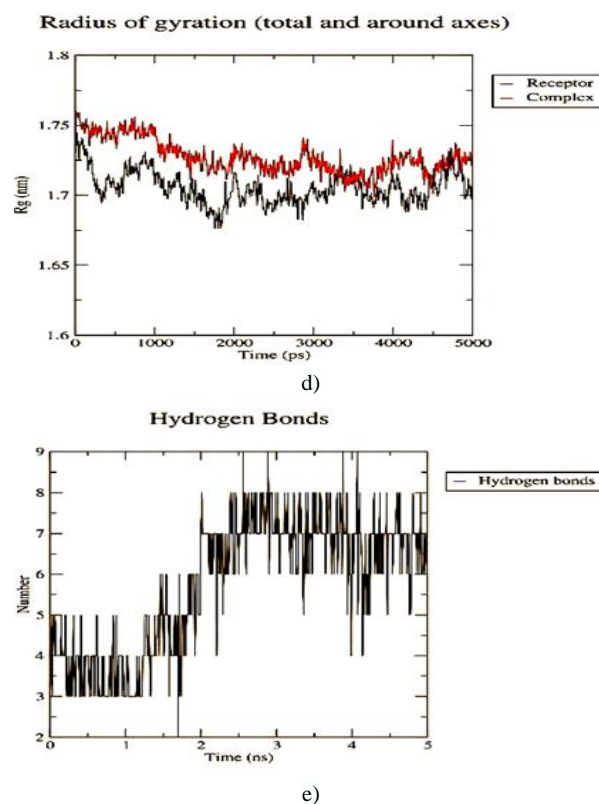 Radius of gyration (total and around axes)
1.8
1.75
1.7
1.65
1.6
Rg (nm)
0
1000
2000
3000
4000
5000
Time (ps)
Receptor
Complex
d)
Hydrogen Bonds
9
8
7
6
5
4
3
2
Number
0
1
2
3
4
5
Time (ns)
Hydrogen bonds
e)